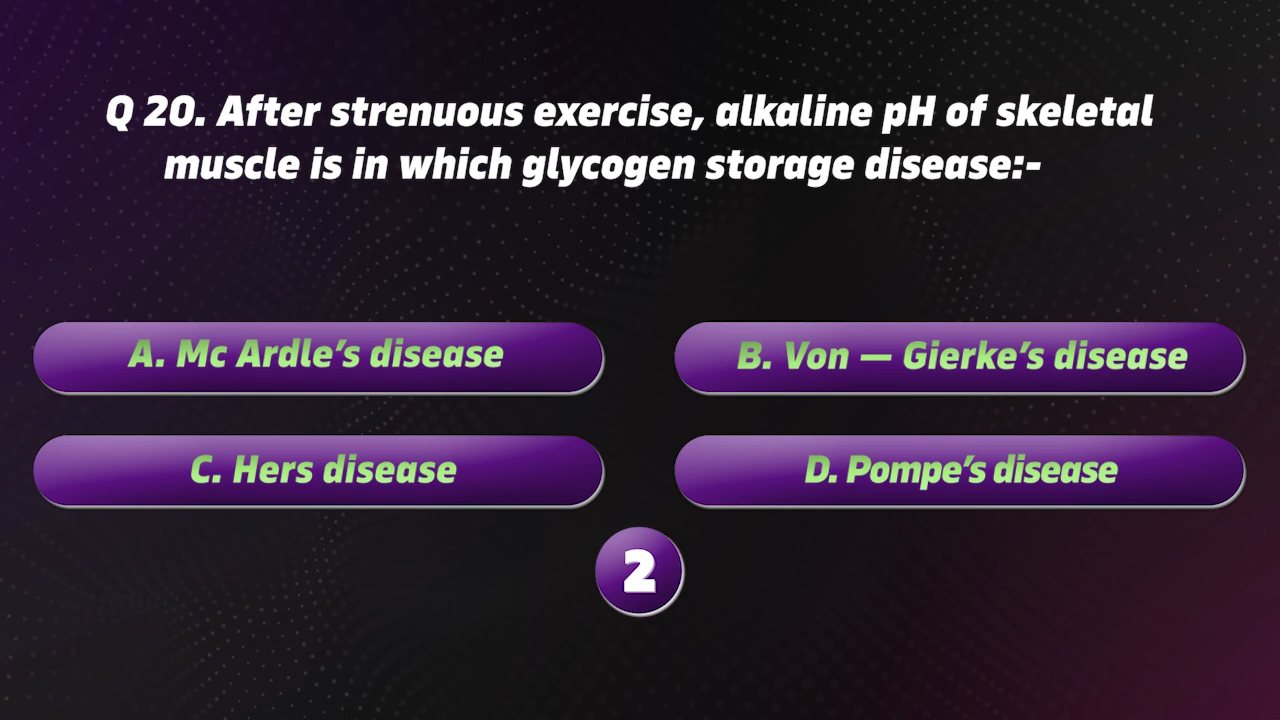 Q 20. After strenuous exercise, alkaline pH of skeletal
muscle is in which glycogen storage disease:-
A. Mc Ardle’s disease
B. Von — Gierke’s disease
C. Hers disease
D. Pompe’s disease
2